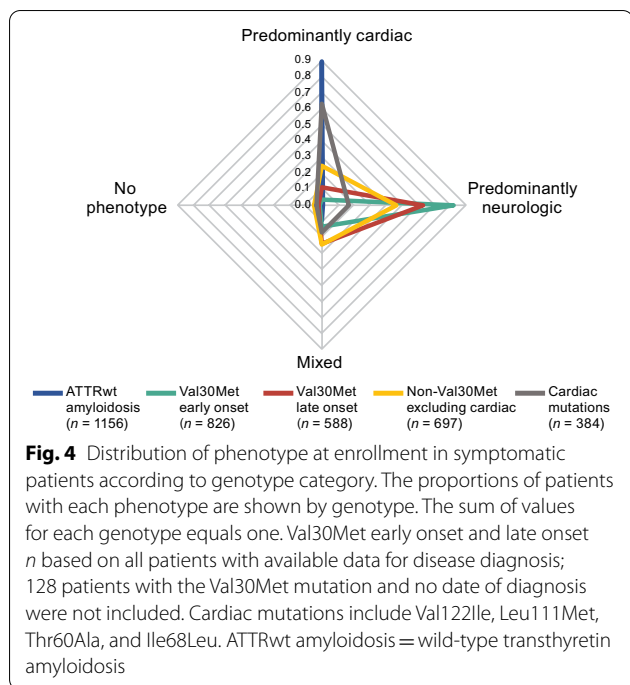 Predominantly cardiac
0.9
0.8
0.7
0.6
0.5
0.4
0.3
0.2
0.1
0.0
No
phenotype
Predominantly
neurologic
Mixed
ATTRwt
amyloidosis
(n = 1156)
Val30Met
early onset
(n = 826)
Val30Met
late onset
(n = 588)
Non-Val30Met
excluding cardiac
(n = 697)
Cardiac
mutations
(n = 384)
Fig. 4 Distribution of phenotype at enrollment in symptomatic
patients according to genotype category. The proportions of patients
with each phenotype are shown by genotype. The sum of values
for each genotype equals one. Val30Met early onset and late onset
n based on all patients with available data for disease diagnosis;
128 patients with the Val30Met mutation and no date of diagnosis
were not included. Cardiac mutations include Val122Ile, Leu111Met,
Thr60Ala, and Ile68Leu. ATTRwt amyloidosis = wild-type transthyretin
amyloidosis